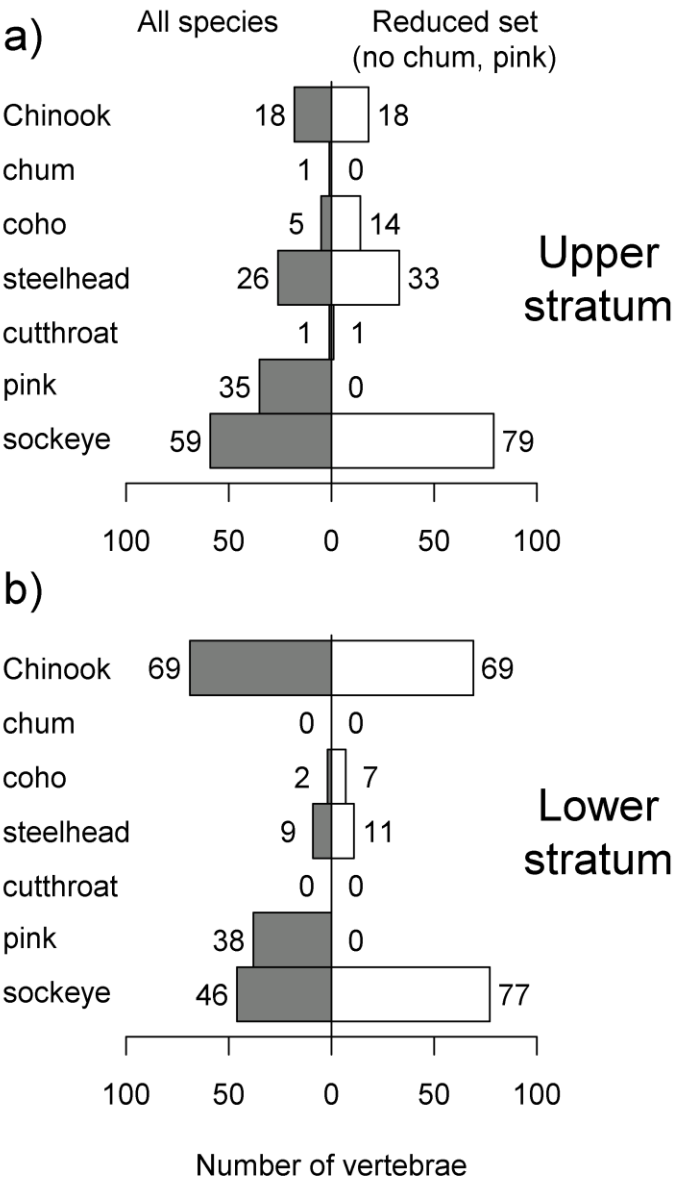 a)
All species
Reduced set
(no chum, pink)
Chinook 18 18
chum 1 0
coho 5 14
steelhead 26 33
cutthroat 1 1
pink 35 0
sockeye 59 79
Upper
stratum
100 50 0 50 100
b)
Chinook 69 69
chum 0 0
coho 2 7
steelhead 9 11
cutthroat 0 0
pink 38 0
sockeye 46 77
Lower
stratum
100 50 0 50 100
Number of vertebrae